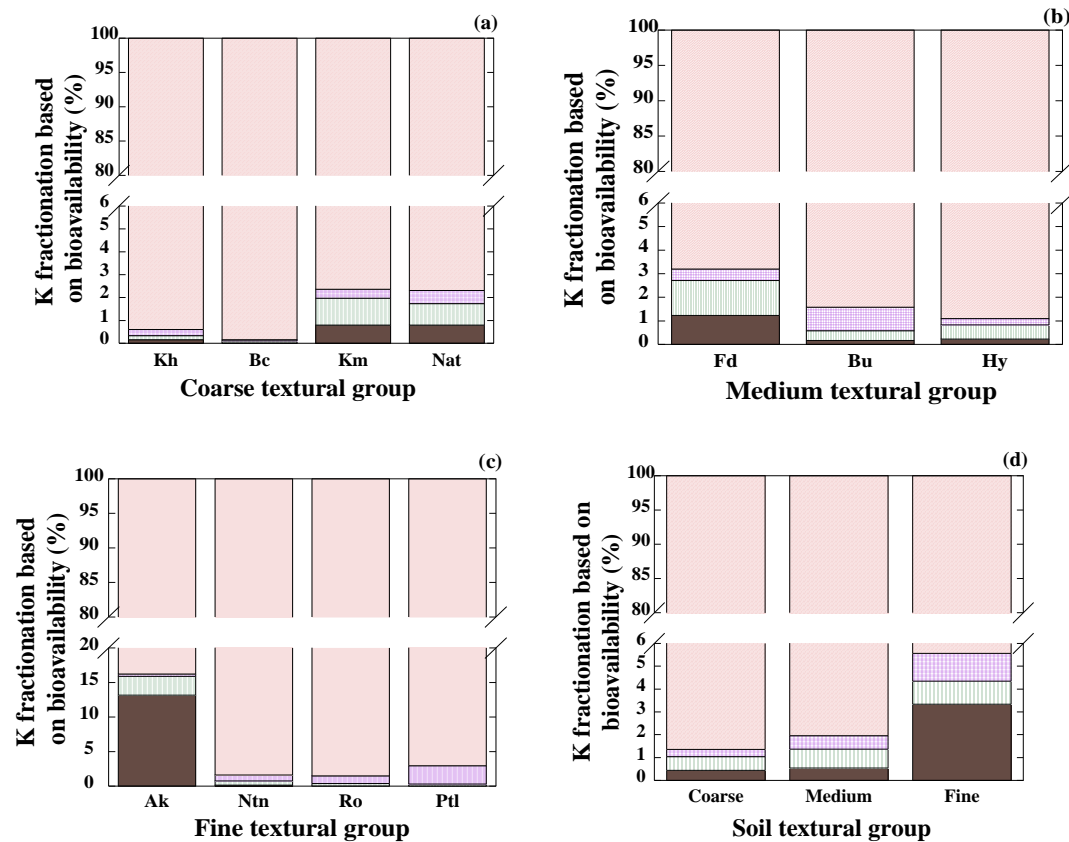 (a)
K fractionation based
on bioavailability (%)
100
95
90
85
80
6
5
4
3
2
1
0
Kh Bc Km Nat
Coarse textural group
(b)
K fractionation based
on bioavailability (%)
100
95
90
85
80
6
5
4
3
2
1
0
Fd Bu Hy
Medium textural group
(c)
K fractionation based
on bioavailability (%)
100
95
90
85
80
20
15
10
5
0
Ak Ntn Ro Ptl
Fine textural group
(d)
K fractionation based on
bioavailability (%)
100
95
90
85
80
6
5
4
3
2
1
0
Coarse Medium Fine
Soil textural group